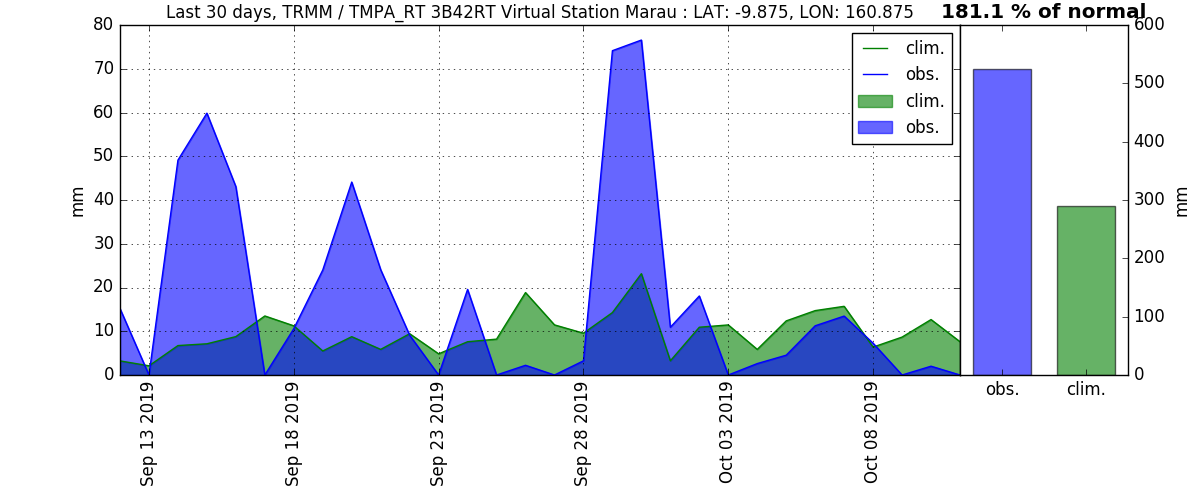 Last 30 days, TRMM / TMPA_RT 3B42RT Virtual Station Marau : LAT: -9.875, LON: 160.875
181.1 % of normal
80
70
60
50
40
30
20
10
0
mm
clim.
obs.
clim.
obs.
Sep 13 2019
Sep 18 2019
Sep 23 2019
Sep 28 2019
Oct 03 2019
Oct 08 2019
600
500
400
300
200
100
0
mm
obs.
clim.